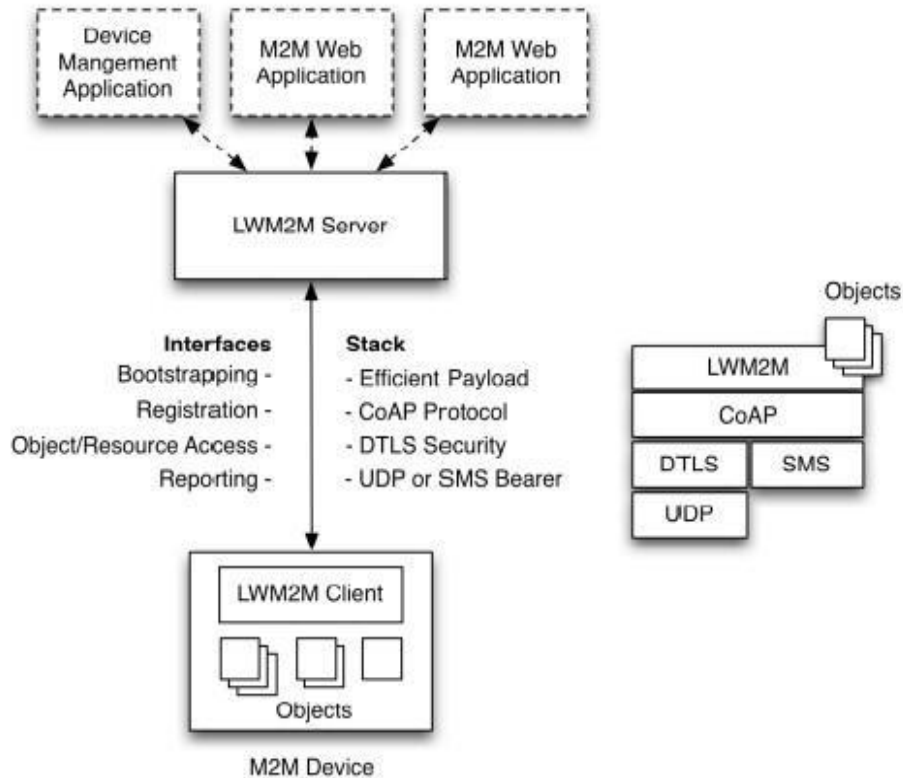 Device
Mangement
Application
M2M Web
Application
M2M Web
Application
LWM2M Server
Interfaces
Bootstrapping -
Registration -
Object/Resource Access -
Reporting -
Stack
- Efficient Payload
- CoAP Protocol
- DTLS Security
- UDP or SMS Bearer
LWM2M Client
Objects
M2M Device
Objects
LWM2M
CoAP
DTLS
SMS
UDP